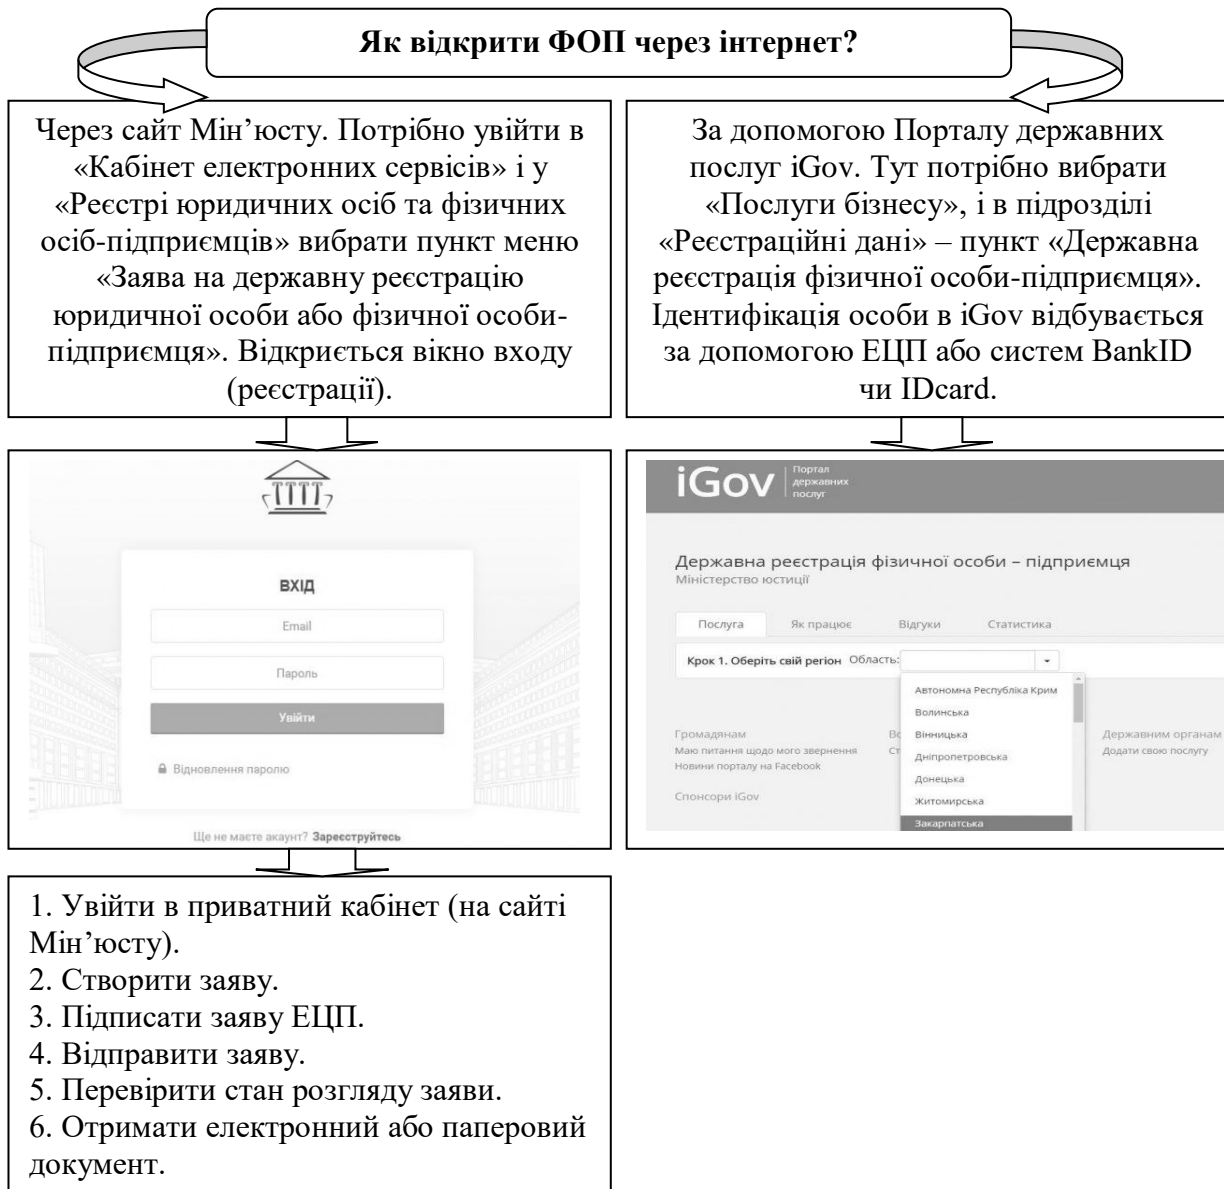 Як відкрити ФОП через інтернет?
Через сайт Мін’юсту. Потрібно увійти в
«Кабінет електронних сервісів» і у
«Реєстрі юридичних осіб та фізичних
осіб-підприємців» вибрати пункт меню
«Заява на державну реєстрацію
юридичної особи або фізичної особи-
підприємця». Відкриється вікно входу
(реєстрації).
За допомогою Порталу державних
послуг iGov. Тут потрібно вибрати
«Послуги бізнесу», і в підрозділі
«Реєстраційні дані» – пункт «Державна
реєстрація фізичної особи-підприємця».
Ідентифікація особи в iGov відбувається
за допомогою ЕЦП або систем BankID
чи IDcard.
ВХІД
Email
Пароль
Увійти
Відновлення паролю
Ще не маєте акаунт? Зареєструйтесь
iGov
Портал
державних
послуг
Державна реєстрація фізичної особи – підприємця
Міністерство юстиції
Послуга Як працює Відгуки Статистика
Крок 1. Оберіть свій регіон Область:
Автономна Республіка Крим
Волинська
Вінницька
Дніпропетровська
Донецька
Житомирська
Закарпатська
Громадянам
Маю питання щодо мого звернення
Новини порталу на Facebook
Спонсори iGov
Вс
Ст
Державним органам
Додати свою послугу
1. Увійти в приватний кабінет (на сайті
Мін’юсту).
2. Створити заяву.
3. Підписати заяву ЕЦП.
4. Відправити заяву.
5. Перевірити стан розгляду заяви.
6. Отримати електронний або паперовий
документ.